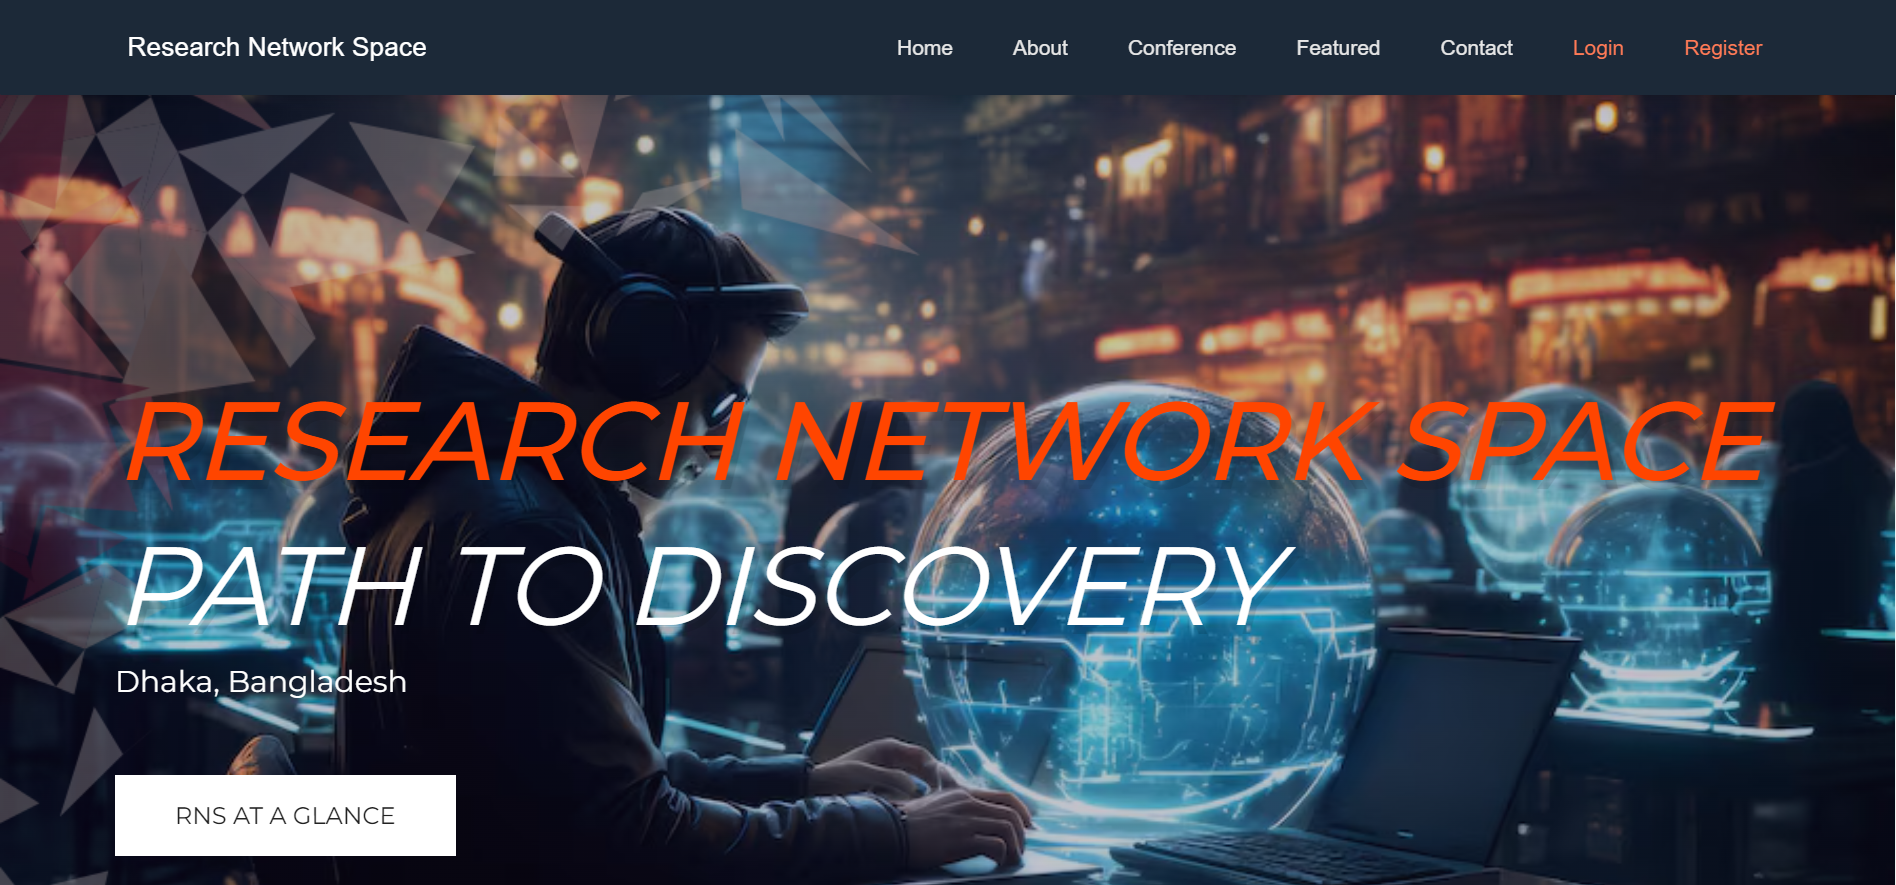 Research Network Space
Home About Conference Featured Contact Login Register
RESEARCH NETWORK SPACE
PATH TO DISCOVERY
Dhaka, Bangladesh
RNS AT A GLANCE